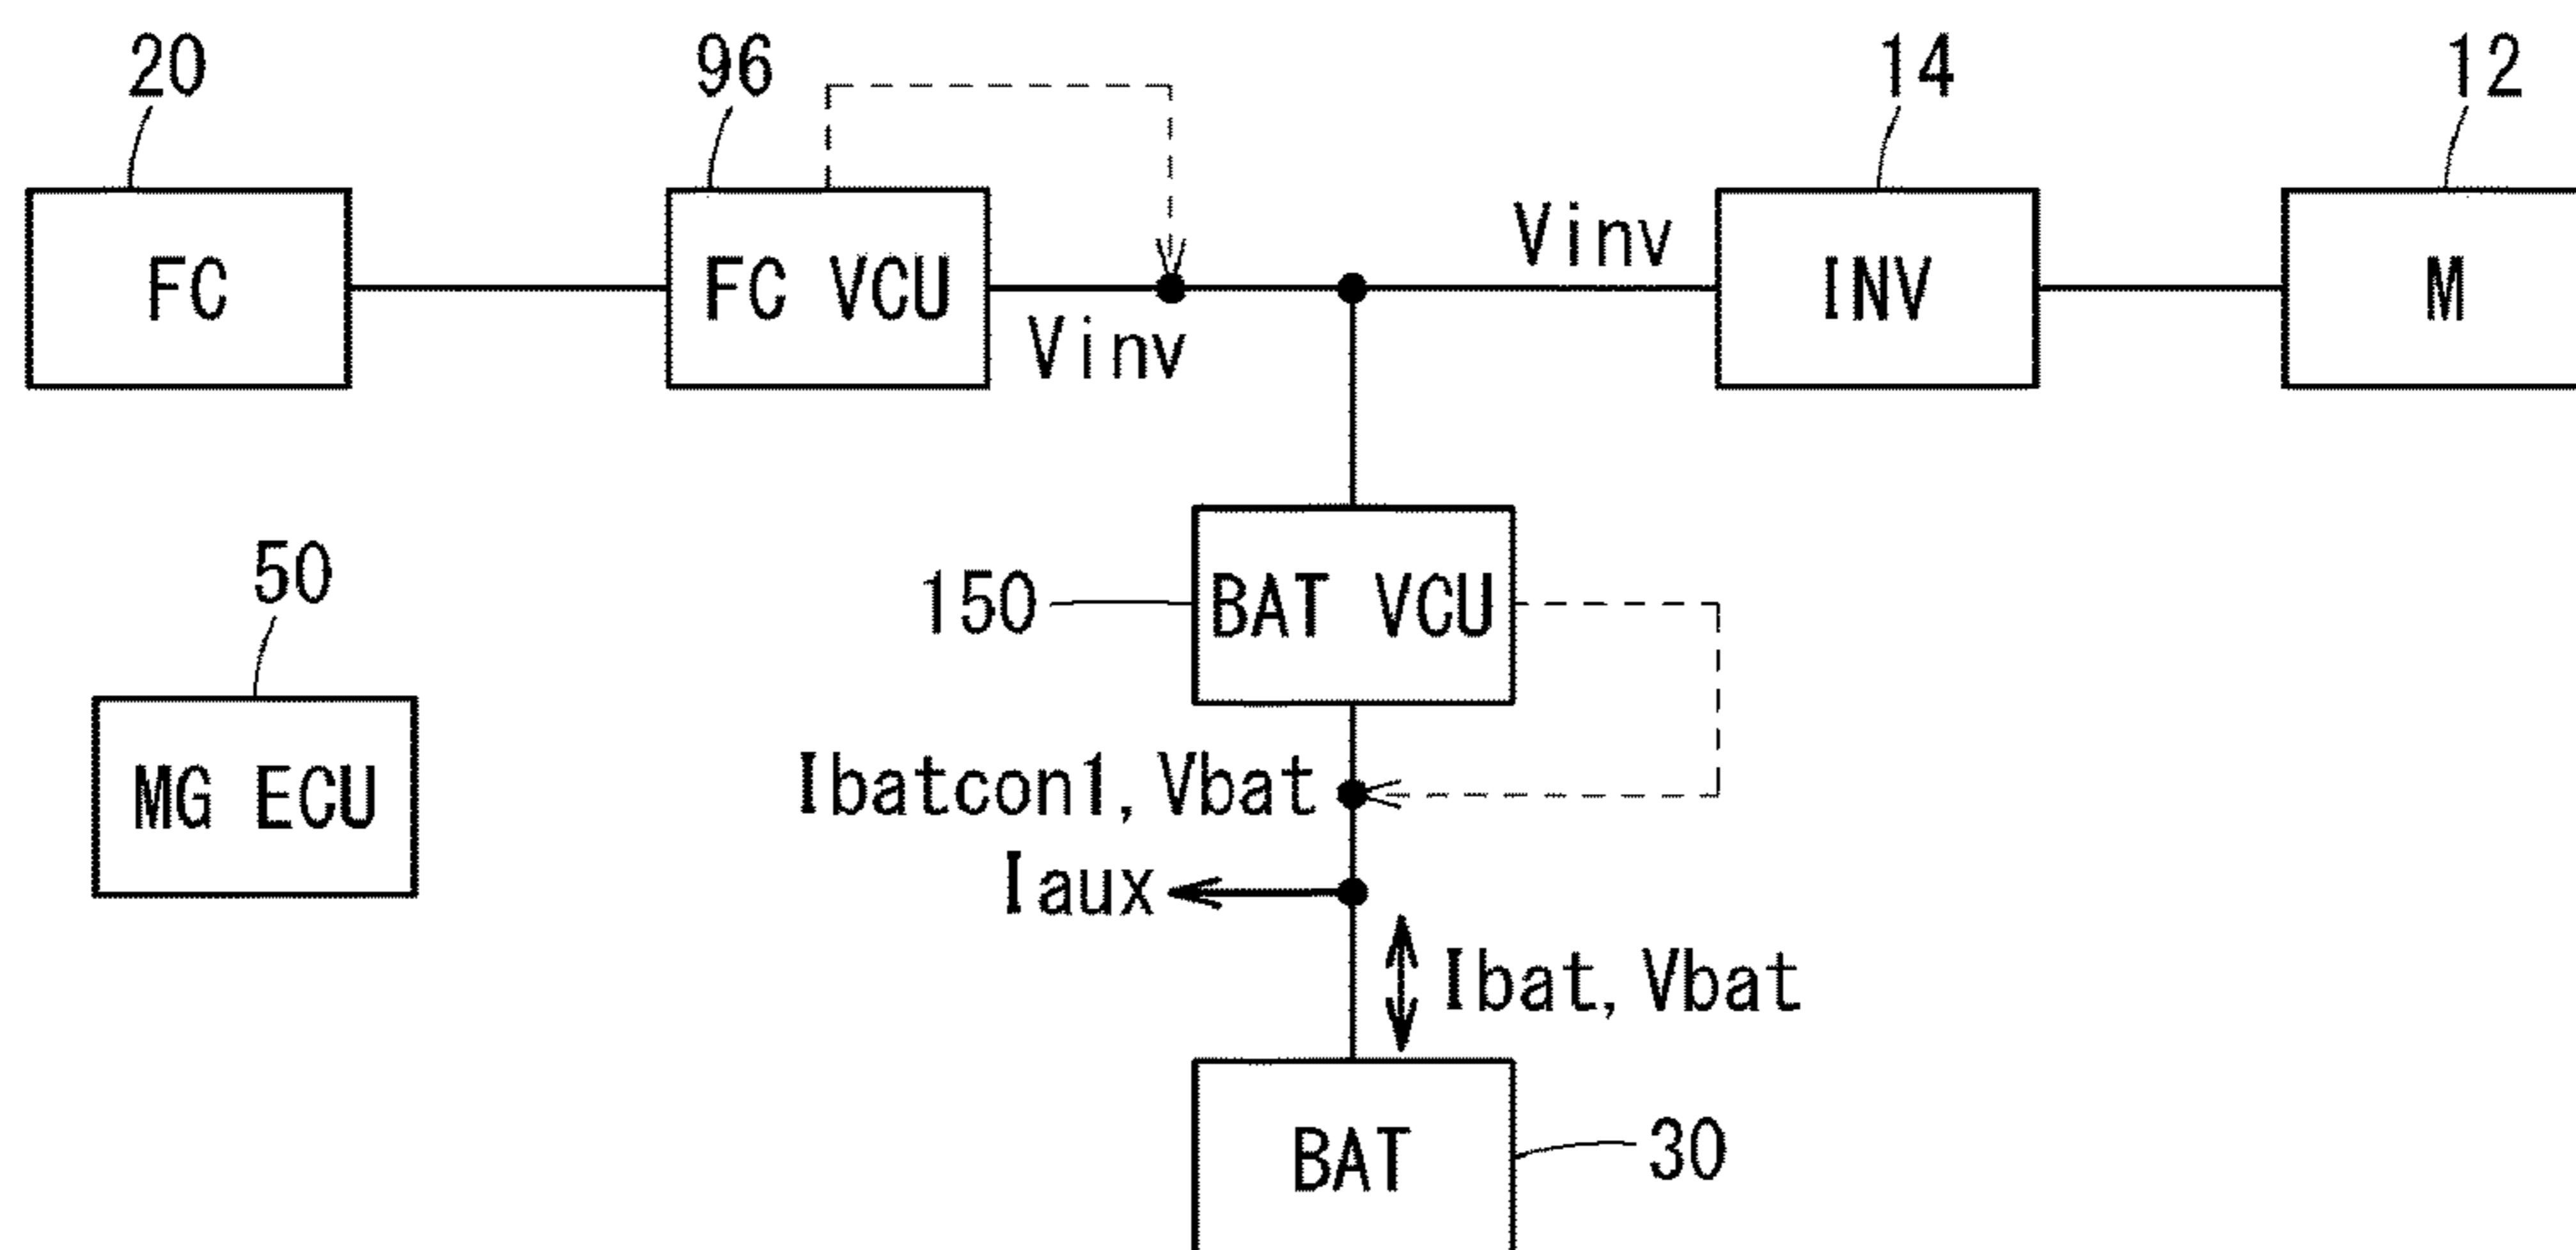 20
96
14
12
FC
FC VCU
Vinv
Vinv
INV
M
50
MG ECU
150
BAT VCU
Ibatcon1, Vbat
Iaux
Ibat, Vbat
BAT
30